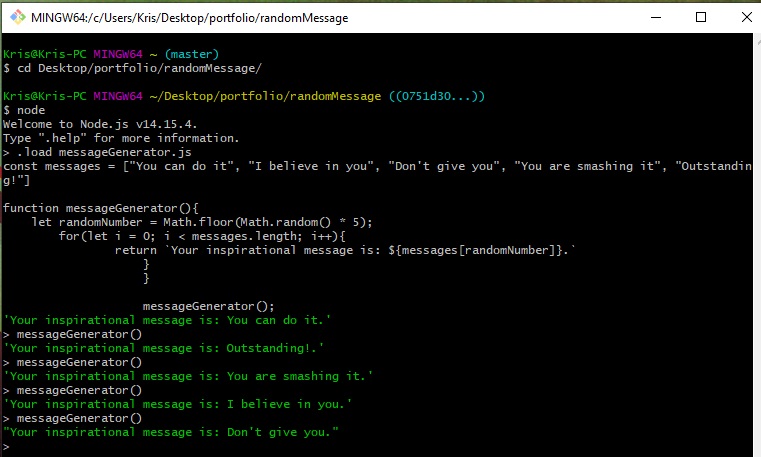 MINGW64:/c/Users/Kris/Desktop/portfolio/randomMessage
Kris@Kris-PC MINGW64 ~ (master)
$ cd Desktop/portfolio/randomMessage/
Kris@Kris-PC MINGW64 ~/Desktop/portfolio/randomMessage ((0751d30...))
$ node
Welcome to Node.js v14.15.4.
Type ".help" for more information.
> .load messageGenerator.js
const messages = ["You can do it", "I believe in you", "Don't give you", "You are smashing it", "Outstandin
g!"]
function messageGenerator(){
let randomNumber = Math.floor(Math.random() * 5);
for(let i = 0; i < messages.length; i++){
return `Your inspirational message is: ${messages[randomNumber]}.`
}
}
messageGenerator();
'Your inspirational message is: You can do it.'
> messageGenerator()
'Your inspirational message is: Outstanding!.'
> messageGenerator()
'Your inspirational message is: You are smashing it.'
> messageGenerator()
'Your inspirational message is: I believe in you.'
> messageGenerator()
"Your inspirational message is: Don't give you."
>